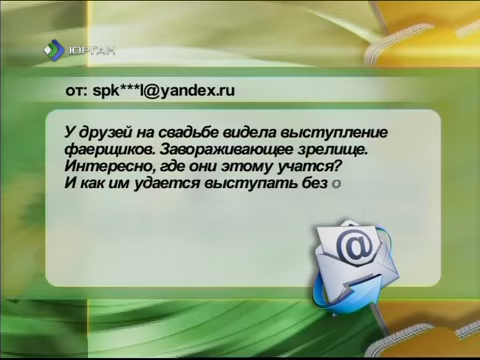 ЮРГАН
от: spk***l@yandex.ru
У друзей на свадьбе видела выступление
фаерщиков. Завораживающее зрелище.
Интересно, где они этому учатся?
И как им удается выступать без о
@